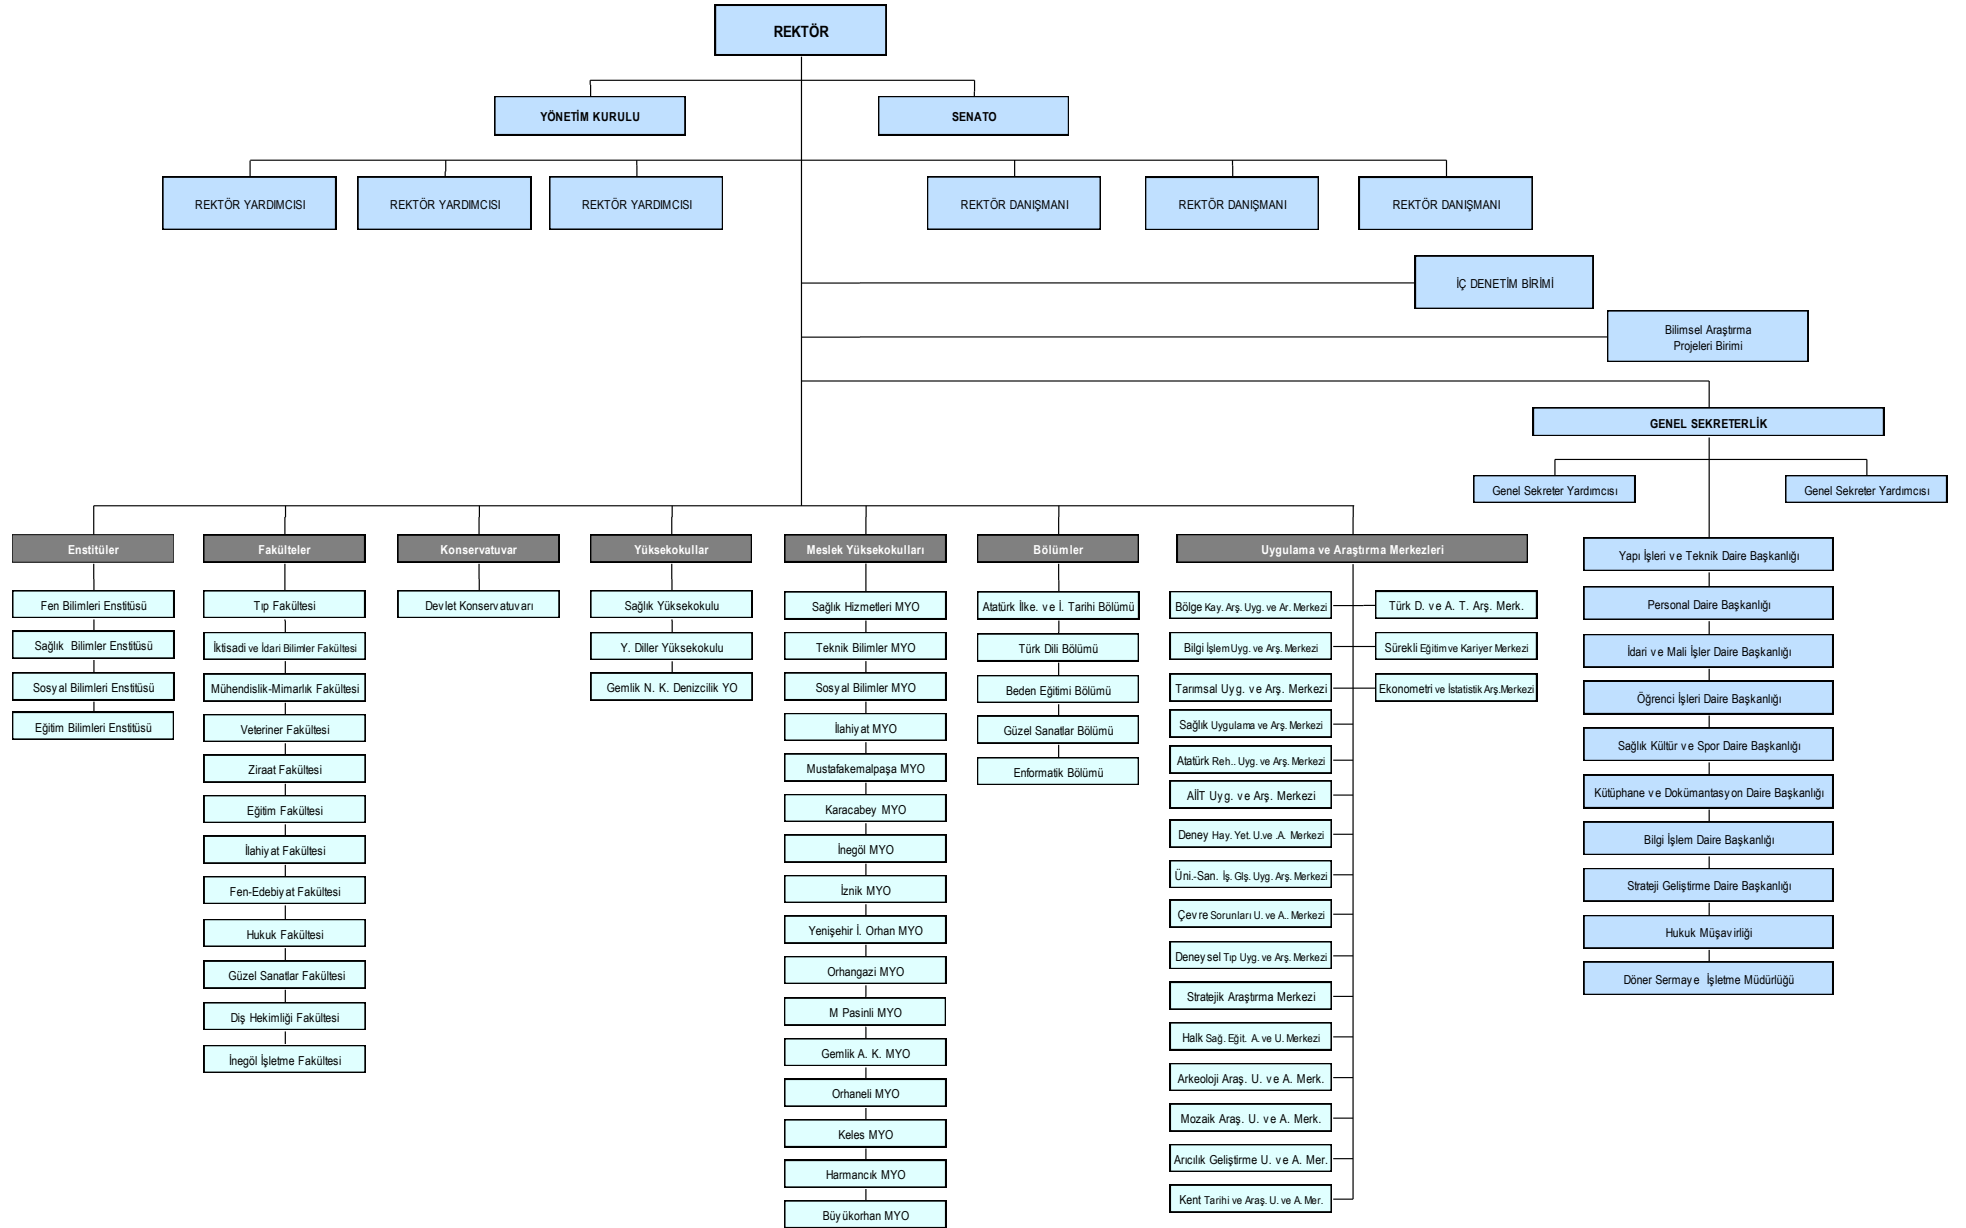 REKTÖR
YÖNETİM KURULU
SENATO
REKTÖR YARDIMCISI
REKTÖR YARDIMCISI
REKTÖR YARDIMCISI
REKTÖR DANIŞMANI
REKTÖR DANIŞMANI
REKTÖR DANIŞMANI
İÇ DENETİM BİRİMİ
Bilimsel Araştırma
Projeleri Birimi
GENEL SEKRETERLİK
Genel Sekreter Yardımcısı
Genel Sekreter Yardımcısı
Enstitüler
Fen Bilimleri Enstitüsü
Sağlık Bilimler Enstitüsü
Sosyal Bilimleri Enstitüsü
Eğitim Bilimleri Enstitüsü
Fakülteler
Tıp Fakültesi
İktisadi ve İdari Bilimler Fakültesi
Mühendislik-Mimarlık Fakültesi
Veteriner Fakültesi
Ziraat Fakültesi
Eğitim Fakültesi
İlahiyat Fakültesi
Fen-Edebiyat Fakültesi
Hukuk Fakültesi
Güzel Sanatlar Fakültesi
Diş Hekimliği Fakültesi
İnegöl İşletme Fakültesi
Konservatuvar
Devlet Konservatuvarı
Yüksekokullar
Sağlık Yüksekokulu
Y. Diller Yüksekokulu
Gemlik N. K. Denizcilik YO
Meslek Yüksekokulları
Sağlık Hizmetleri MYO
Teknik Bilimler MYO
Sosyal Bilimler MYO
İlahiyat MYO
Mustafakemalpaşa MYO
Karacabey MYO
İnegöl MYO
İznik MYO
Yenişehir İ. Orhan MYO
Orhangazi MYO
M Pasinli MYO
Gemlik A. K. MYO
Orhaneli MYO
Keles MYO
Harmancık MYO
Büyükorhan MYO
Bölümler
Atatürk İlke. ve İ. Tarihi Bölümü
Türk Dili Bölümü
Beden Eğitimi Bölümü
Güzel Sanatlar Bölümü
Enformatik Bölümü
Uygulama ve Araştırma Merkezleri
Bölge Kay. Arş. Uyg. ve Ar. Merkezi
Bilgi İşlem Uyg. ve Arş. Merkezi
Tarımsal Uyg. ve Arş. Merkezi
Sağlık Uygulama ve Arş. Merkezi
Atatürk Reh.. Uyg. ve Arş. Merkezi
AİİT Uyg. ve Arş. Merkezi
Deney Hay. Yet. U.ve .A. Merkezi
Üni.-San. İş. Glş. Uyg. Arş. Merkezi
Çevre Sorunları U. ve A.. Merkezi
Deneysel Tıp Uyg. ve Arş. Merkezi
Stratejik Araştırma Merkezi
Halk Sağ. Eğit. A. ve U. Merkezi
Arkeoloji Araş. U. ve A. Merk.
Mozaik Araş. U. ve A. Merk.
Arıcılık Geliştirme U. ve A. Mer.
Kent Tarihi ve Araş. U. ve A. Mer.
Türk D. ve A. T. Arş. Merk.
Sürekli Eğitim ve Kariyer Merkezi
Ekonometri ve İstatistik Arş.Merkezi
Yapı İşleri ve Teknik Daire Başkanlığı
Personal Daire Başkanlığı
İdari ve Mali İşler Daire Başkanlığı
Öğrenci İşleri Daire Başkanlığı
Sağlık Kültür ve Spor Daire Başkanlığı
Kütüphane ve Dokümantasyon Daire Başkanlığı
Bilgi İşlem Daire Başkanlığı
Strateji Geliştirme Daire Başkanlığı
Hukuk Müşavirliği
Döner Sermaye İşletme Müdürlüğü